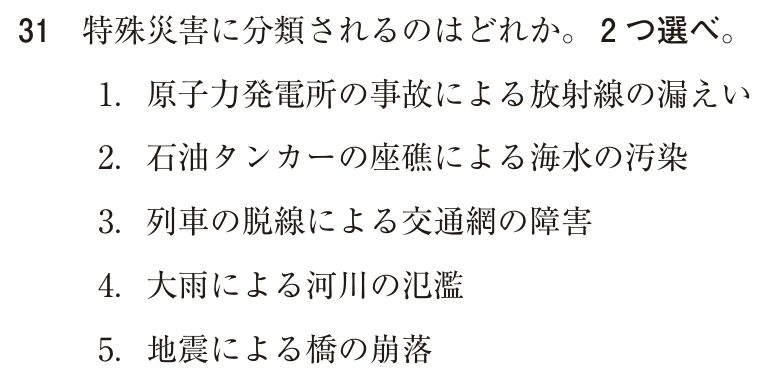 31 特殊災害に分類されるのはどれか。2つ選べ。
1. 原子力発電所の事故による放射線の漏えい
2. 石油タンカーの座礁による海水の汚染
3. 列車の脱線による交通網の障害
4. 大雨による河川の氾濫
5. 地震による橋の崩落